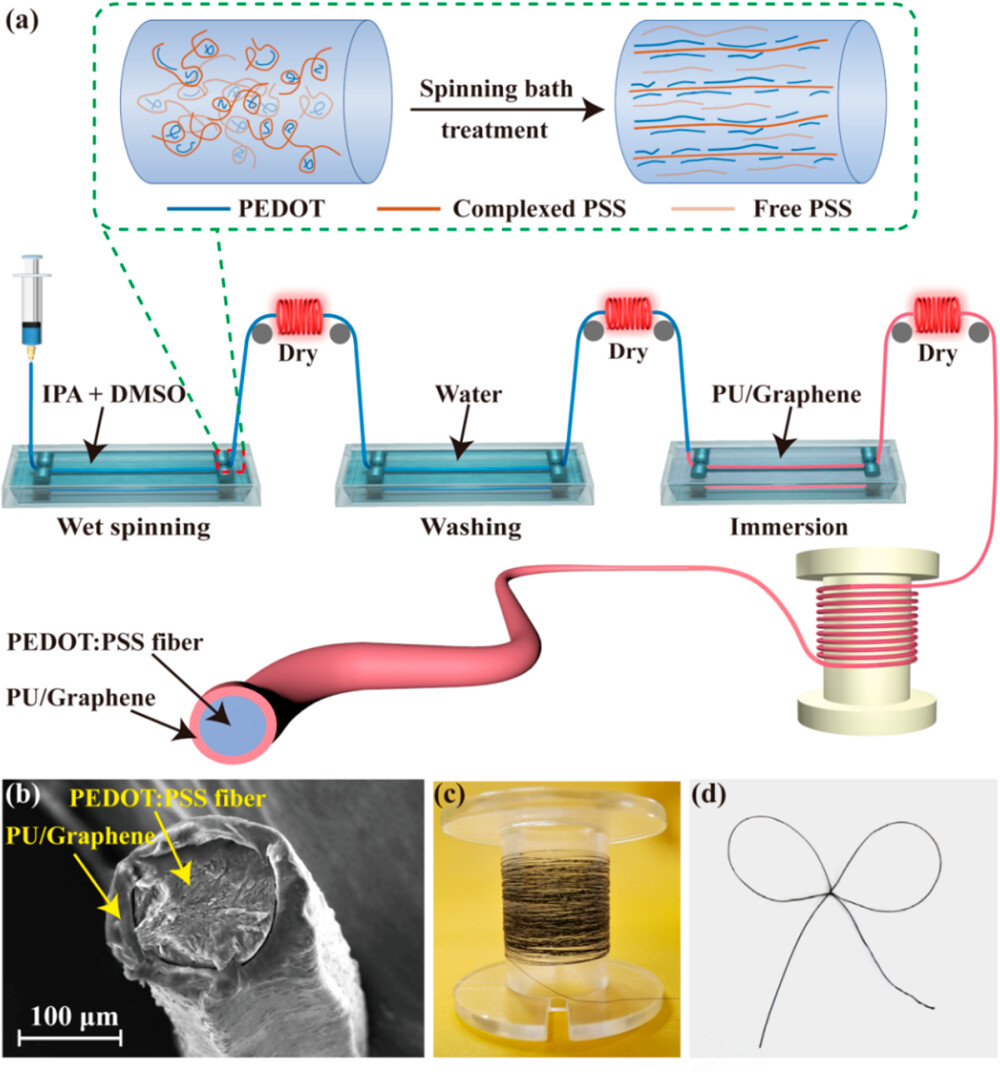 (a)
Spinning bath
treatment
PEDOT
Complexed PSS
Free PSS
Dry
Dry
Dry
IPA + DMSO
Water
PU/Graphene
Wet spinning
Washing
Immersion
PEDOT:PSS fiber
PU/Graphene
(b)
PEDOT:PSS fiber
PU/Graphene
100 μm
(c)
(d)